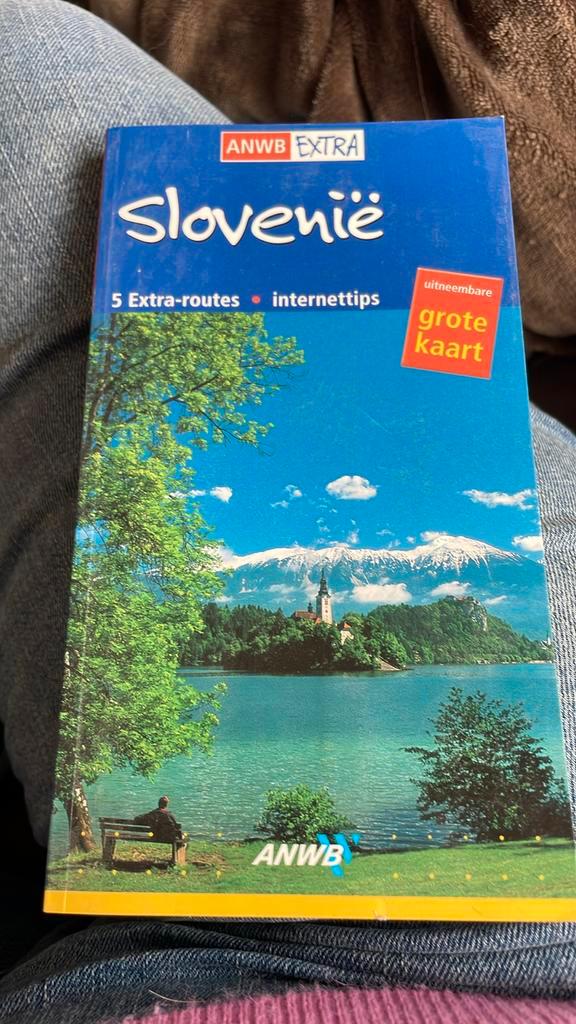 ANWB EXTRA
Slovenië
5 Extra-routes • internettips
uitneembare
grote
kaart
ANWB